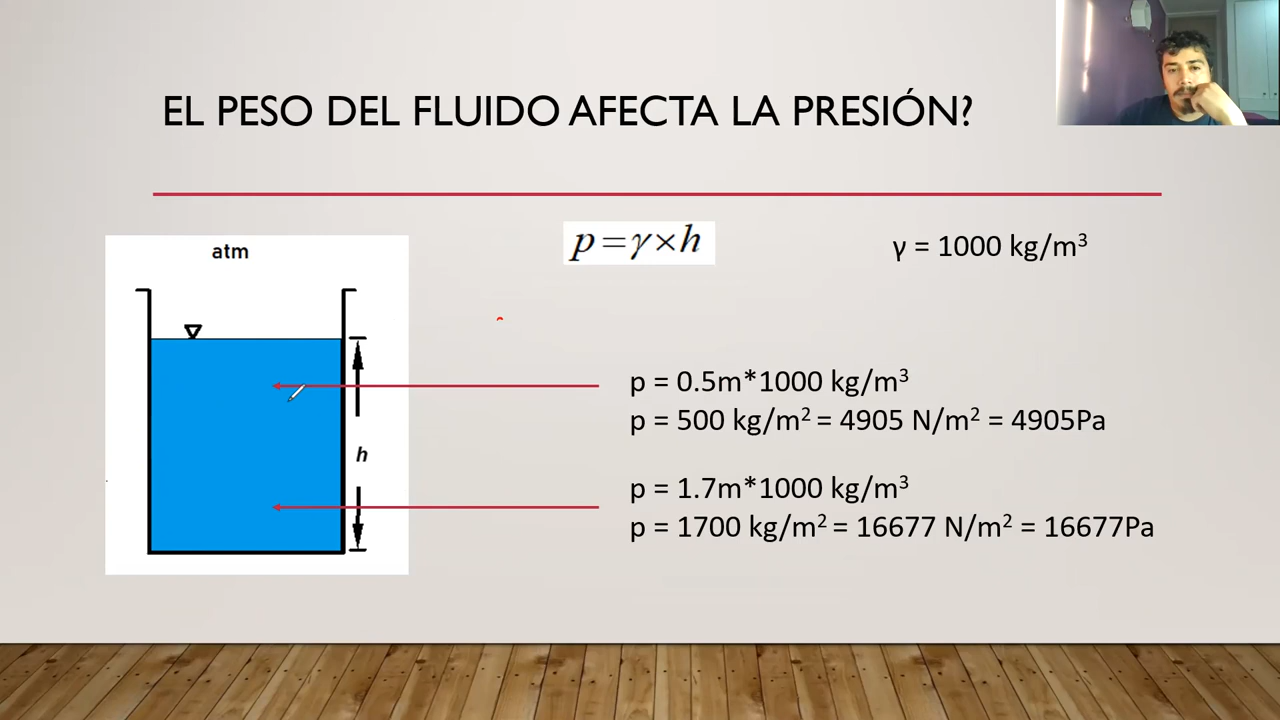 EL PESO DEL FLUIDO AFECTA LA PRESIÓN?
atm
p = γ × h
γ = 1000 kg/m³
h
p = 0.5m*1000 kg/m³
p = 500 kg/m² = 4905 N/m² = 4905Pa
p = 1.7m*1000 kg/m³
p = 1700 kg/m² = 16677 N/m² = 16677Pa